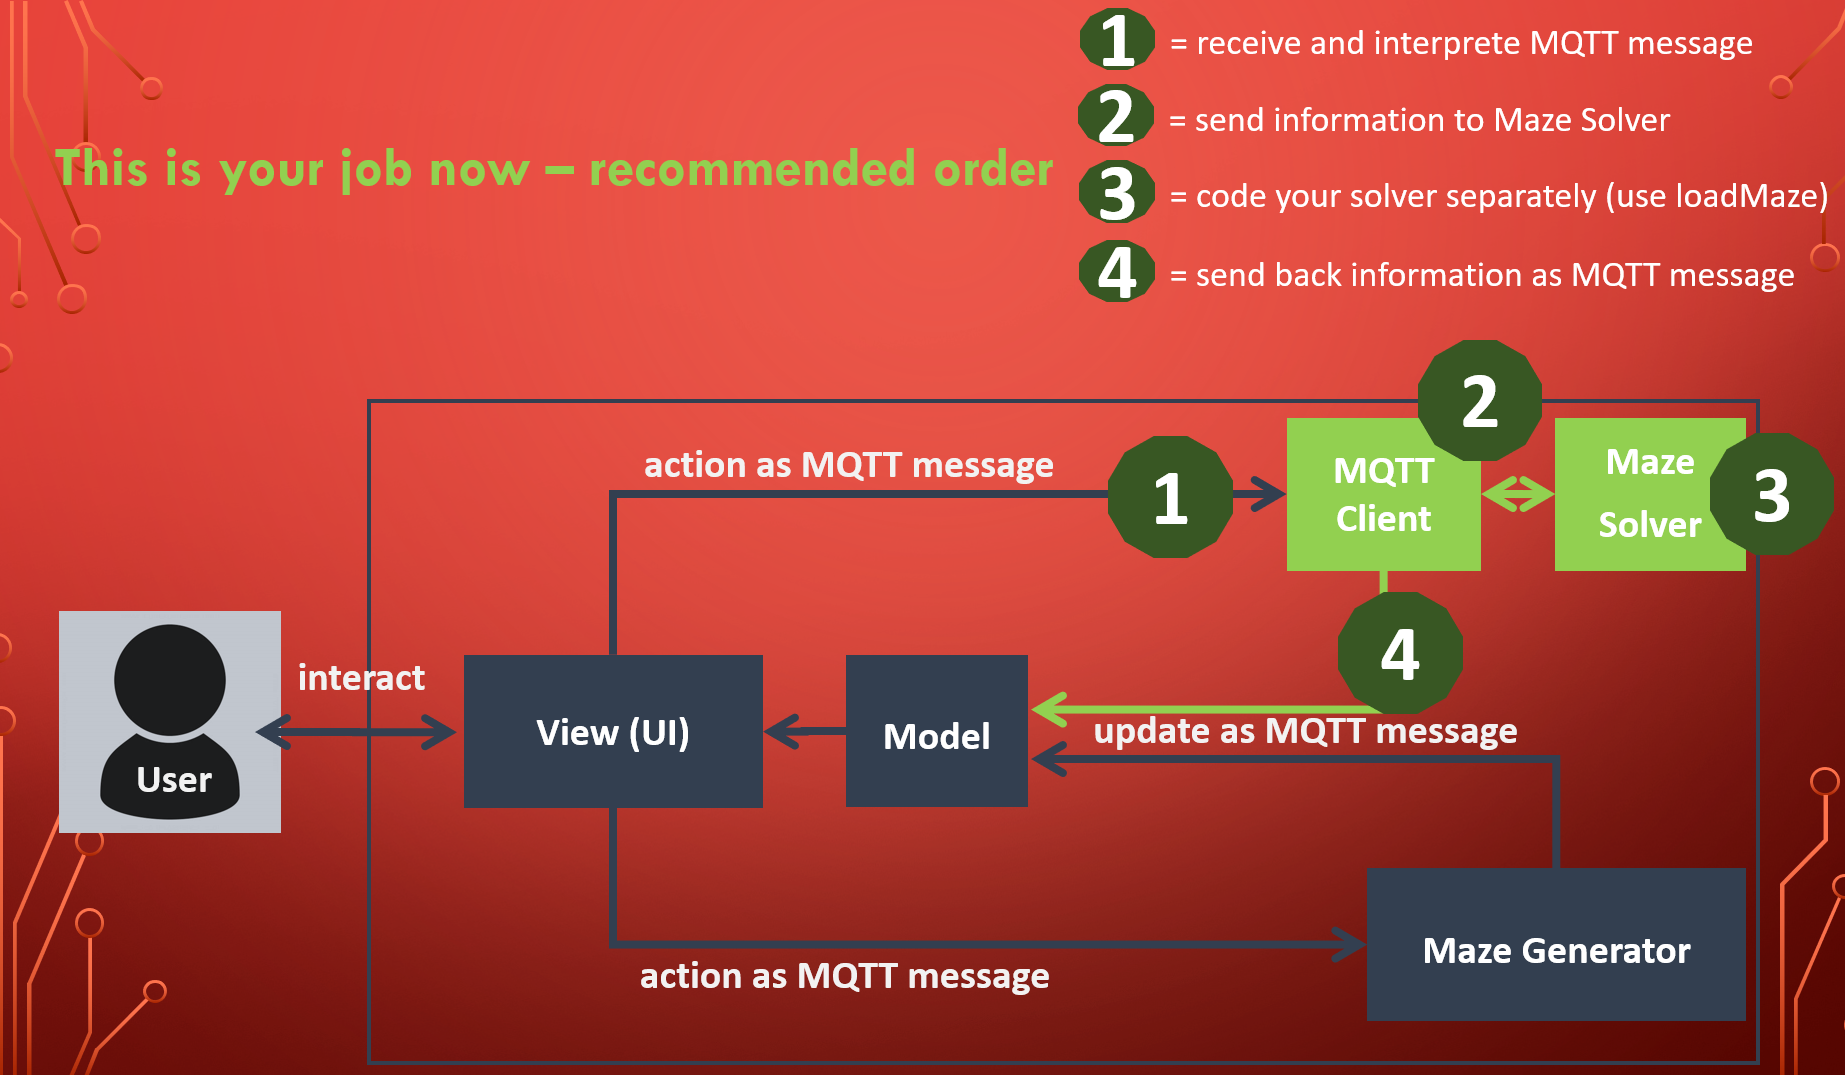 1 = receive and interprete MQTT message
2 = send information to Maze Solver
This is your job now – recommended order
3 = code your solver separately (use loadMaze)
4 = send back information as MQTT message
2
action as MQTT message
1
MQTT
Client
Maze
Solver
3
4
interact
View (UI)
Model
update as MQTT message
User
Maze Generator
action as MQTT message